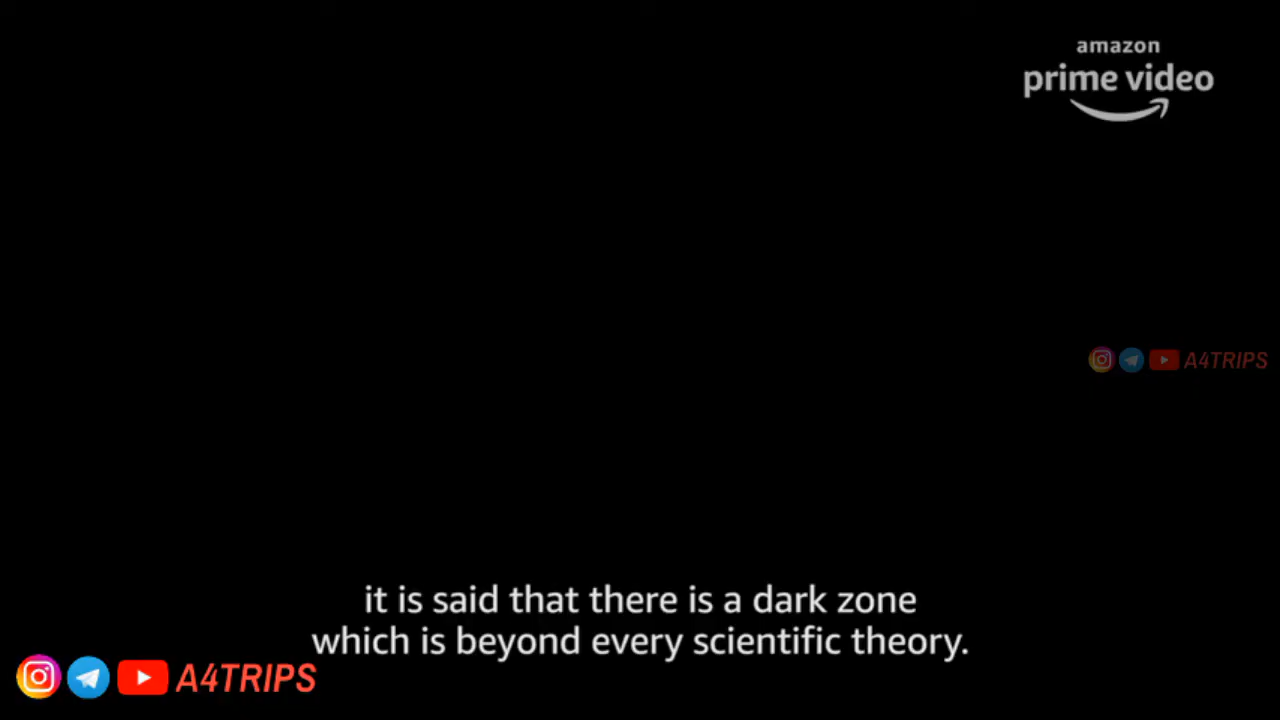 amazon
prime video
A4TRIPS
it is said that there is a dark zone
which is beyond every scientific theory.
A4TRIPS